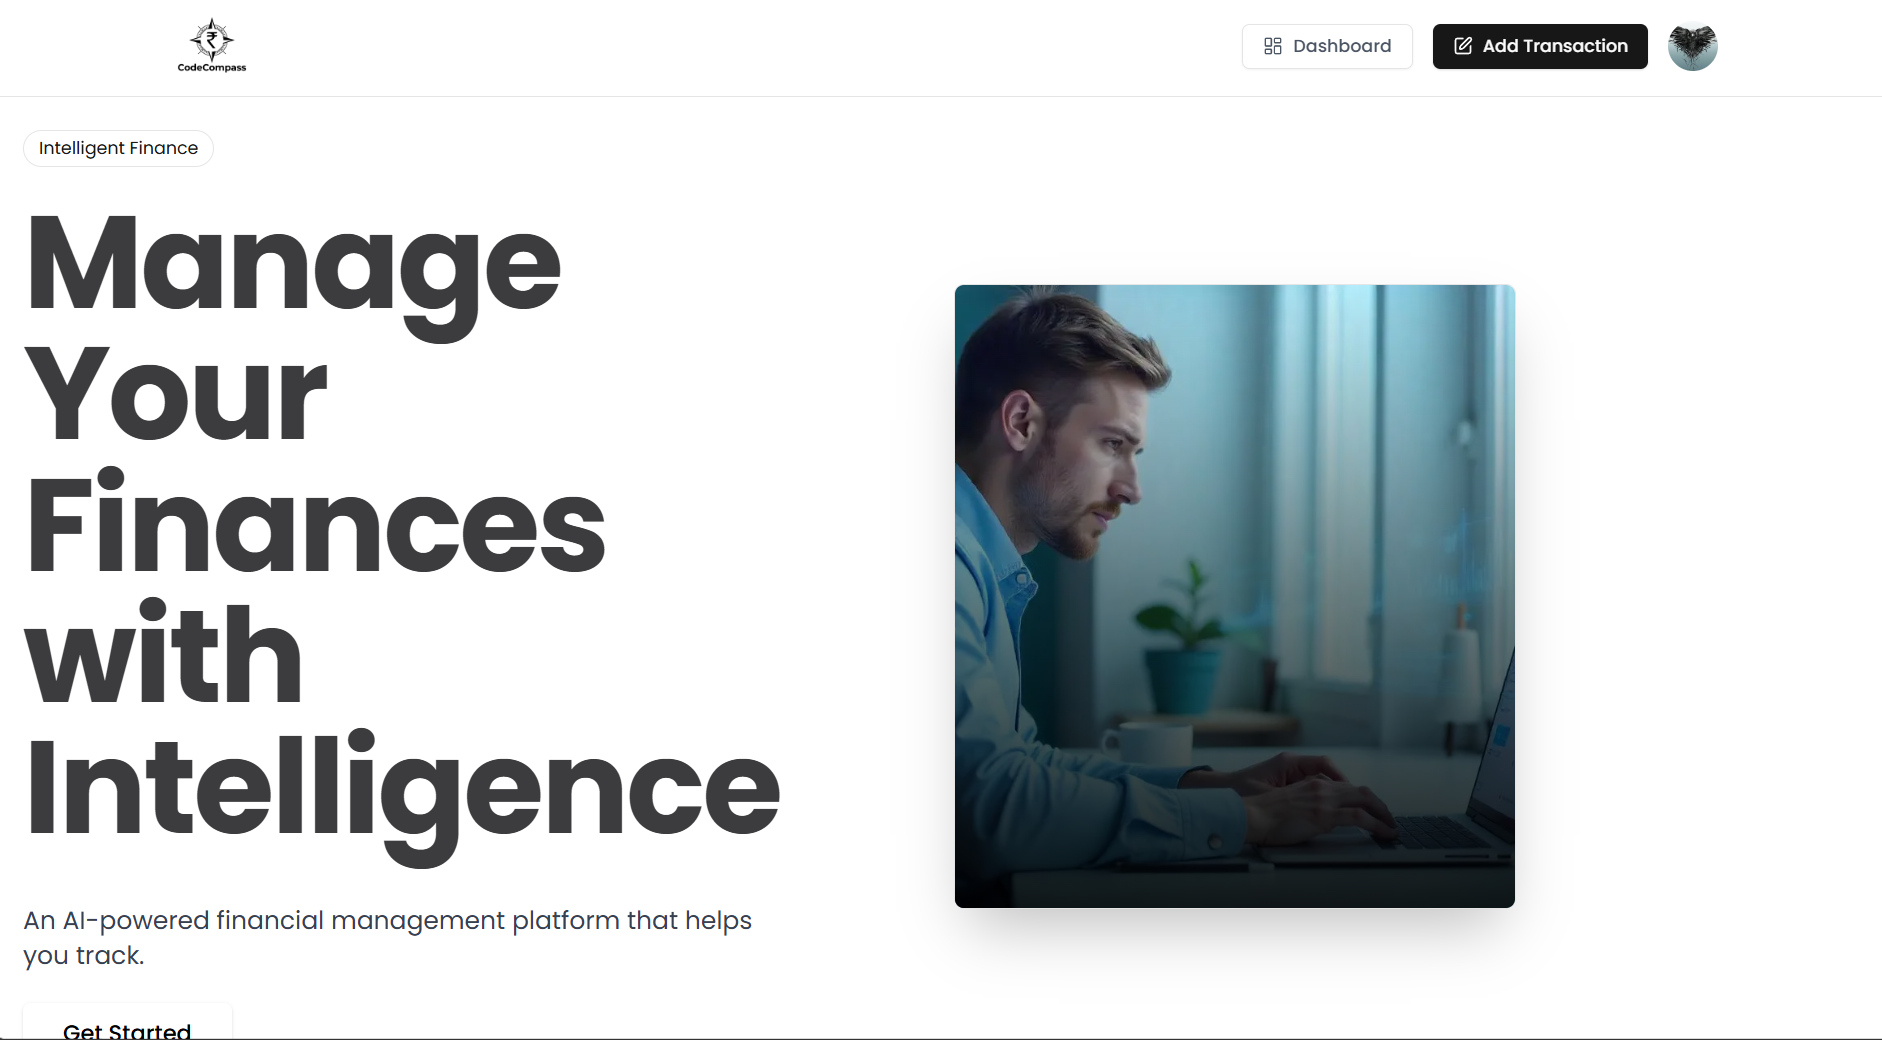 ₹
CodeCompass
Dashboard
Add Transaction
Intelligent Finance
Manage
Your
Finances
with
Intelligence
An AI-powered financial management platform that helps
you track.
Get Started